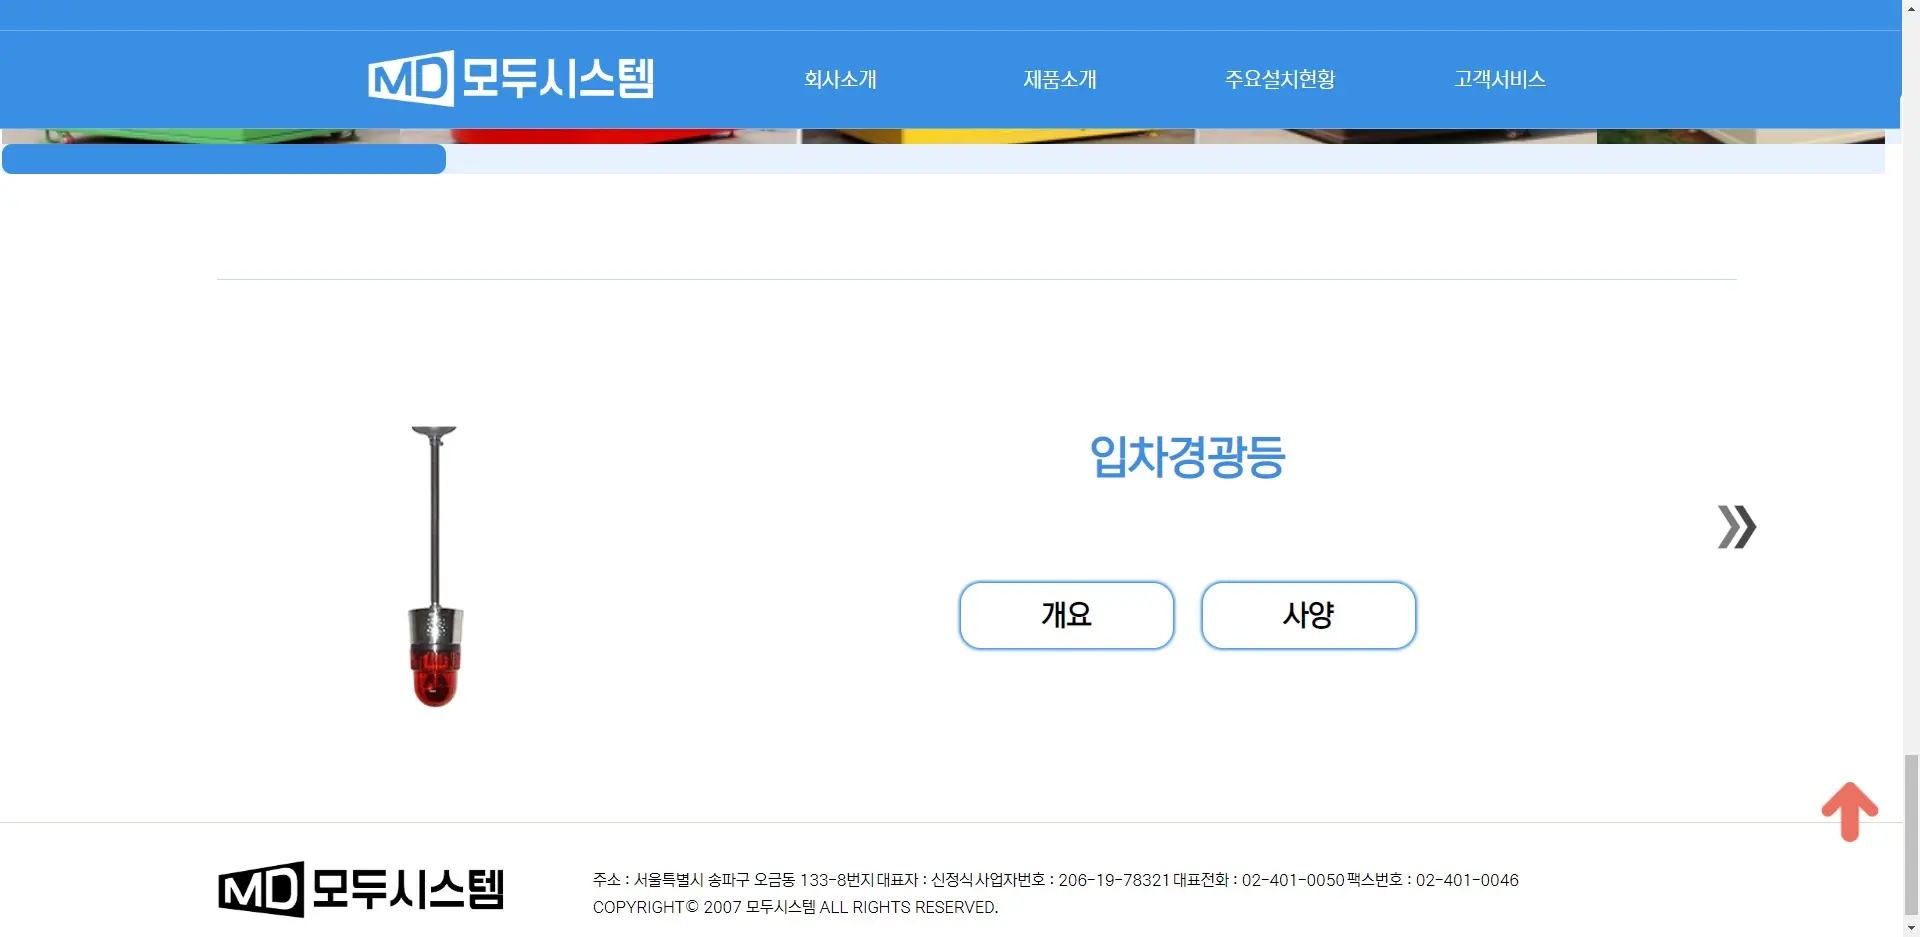 MD 모두시스템 회사소개 제품소개 주요설치현황 고객서비스
입차경광등
개요 사양
MD 모두시스템
주소 : 서울특별시 송파구 오금동 133-8번지 대표자 : 신정식 사업자번호 : 206-19-78321 대표전화 : 02-401-0050 팩스번호 : 02-401-0046
COPYRIGHT© 2007 모두시스템 ALL RIGHTS RESERVED.